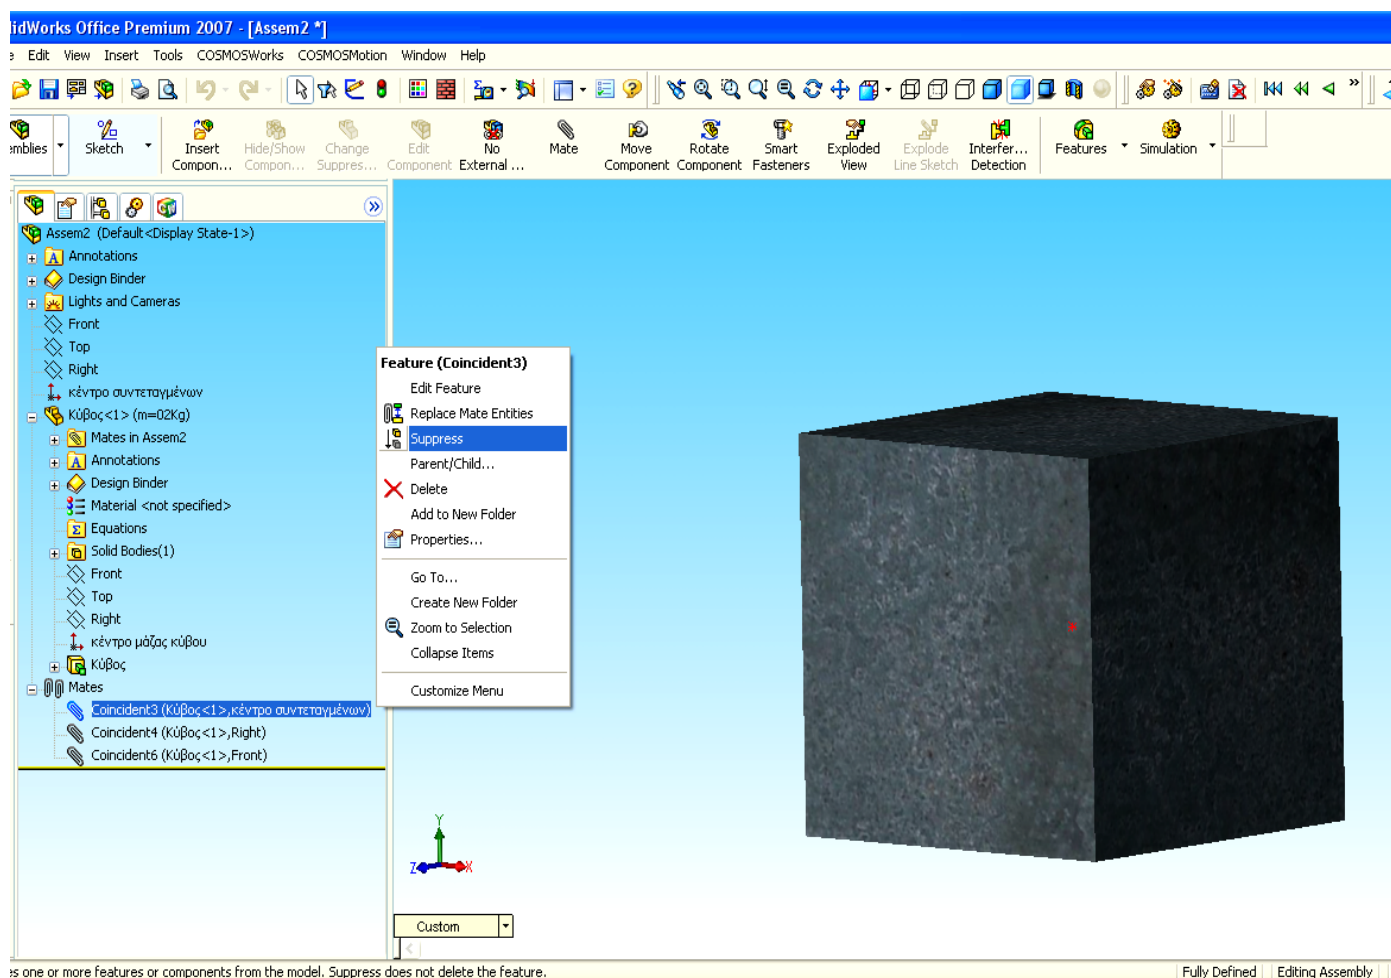 lidWorks Office Premium 2007 - [Assem2 *]
e Edit View Insert Tools COSMOSWorks COSMOSMotion Window Help
emblies Sketch Insert Compon... Hide/Show Compon... Change Suppres... Edit Component No External ... Mate Move Component Rotate Component Smart Fasteners Exploded View Explode Line Sketch Interfer... Detection Features Simulation
Assem2 (Default<Display State-1>)
Annotations
Design Binder
Lights and Cameras
Front
Top
Right
κέντρο συντεταγμένων
Κύβος<1> (m=02Kg)
Mates in Assem2
Annotations
Design Binder
Material <not specified>
Equations
Solid Bodies(1)
Front
Top
Right
κέντρο μάζας κύβου
Κύβος
Mates
Coincident3 (Κύβος<1>,κέντρο συντεταγμένων)
Coincident4 (Κύβος<1>,Right)
Coincident6 (Κύβος<1>,Front)
Feature (Coincident3)
Edit Feature
Replace Mate Entities
Suppress
Parent/Child...
Delete
Add to New Folder
Properties...
Go To...
Create New Folder
Zoom to Selection
Collapse Items
Customize Menu
Y
Z X
Custom
es one or more features or components from the model. Suppress does not delete the feature.
Fully Defined Editing Assembly